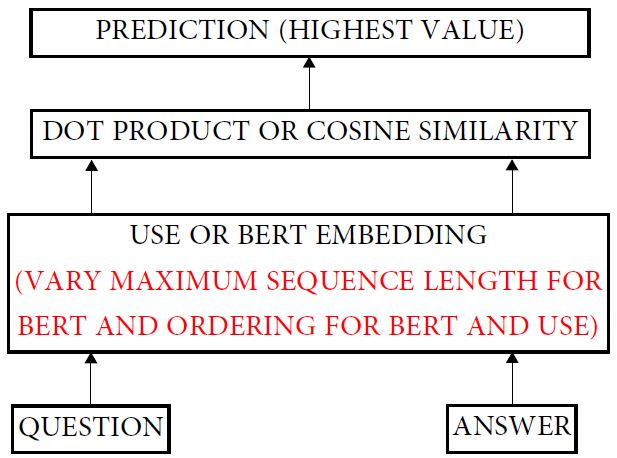 PREDICTION (HIGHEST VALUE)
DOT PRODUCT OR COSINE SIMILARITY
USE OR BERT EMBEDDING
(VARY MAXIMUM SEQUENCE LENGTH FOR
BERT AND ORDERING FOR BERT AND USE)
QUESTION
ANSWER